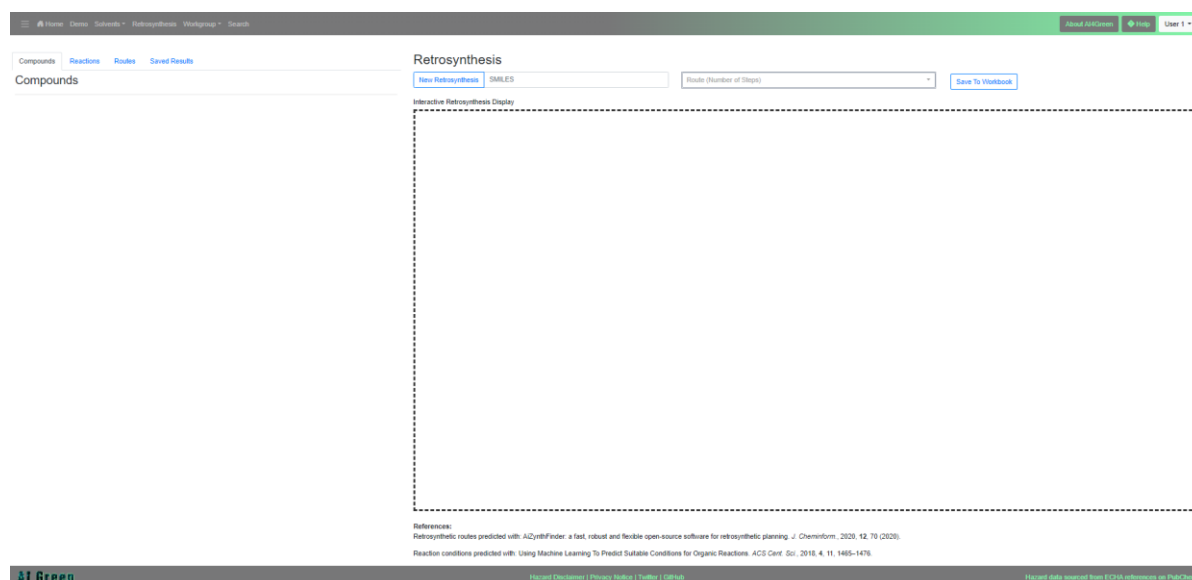 Home Demo Solvents Retrosynthesis Workgroup Search About AI4Green Help User 1
Compounds Reactions Routes Saved Results
Compounds
Retrosynthesis
New Retrosynthesis SMILES Route (Number of Steps) Save To Workbook
Interactive Retrosynthesis Display
References:
Retrosynthetic routes predicted with: AiZynthFinder: a fast, robust and flexible open-source software for retrosynthetic planning. J. Cheminform., 2020, 12, 70 (2020).
Reaction conditions predicted with: Using Machine Learning To Predict Suitable Conditions for Organic Reactions. ACS Cent. Sci., 2018, 4, 11, 1465–1476.
AI Green Hazard Disclaimer | Privacy Notice | Twitter | GitHub Hazard data sourced from ECHA references on